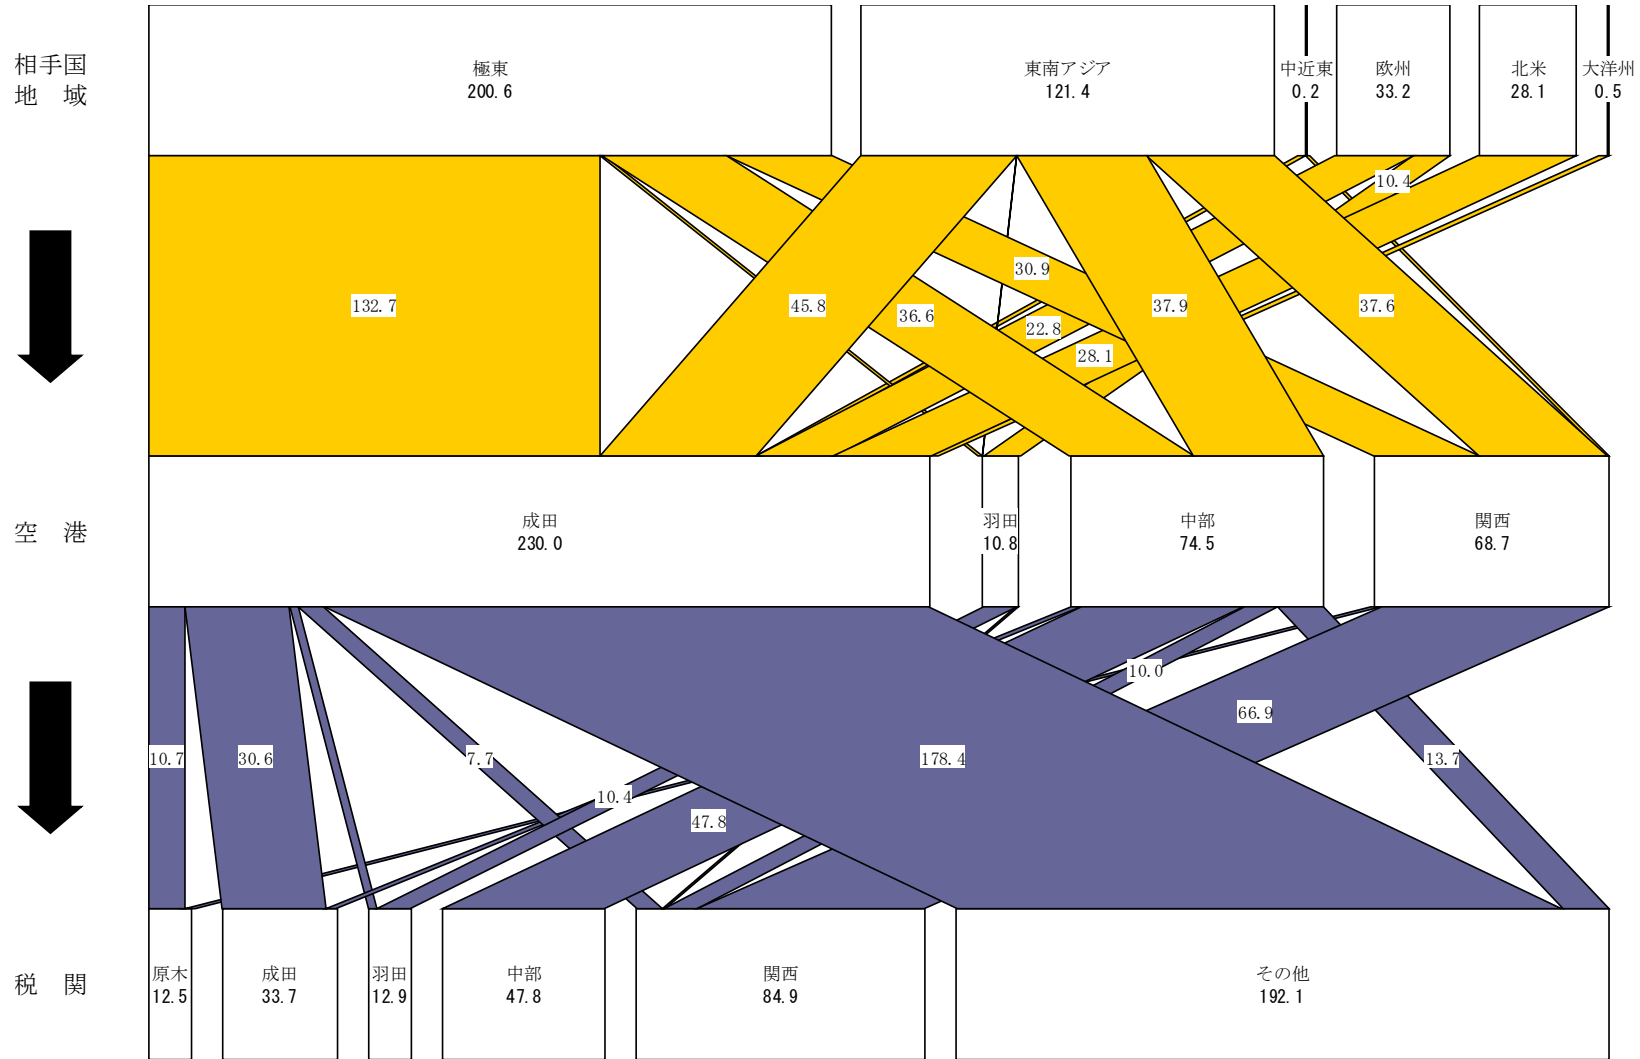 相手国
地　域
極東
200.6
東南アジア
121.4
中近東
0.2
欧州
33.2
北米
28.1
大洋州
0.5
10.4
30.9
132.7
45.8
36.6
22.8
28.1
37.9
37.6
空　港
成田
230.0
羽田
10.8
中部
74.5
関西
68.7
10.0
66.9
10.7
30.6
7.7
178.4
13.7
10.4
47.8
税　関
原木
12.5
成田
33.7
羽田
12.9
中部
47.8
関西
84.9
その他
192.1